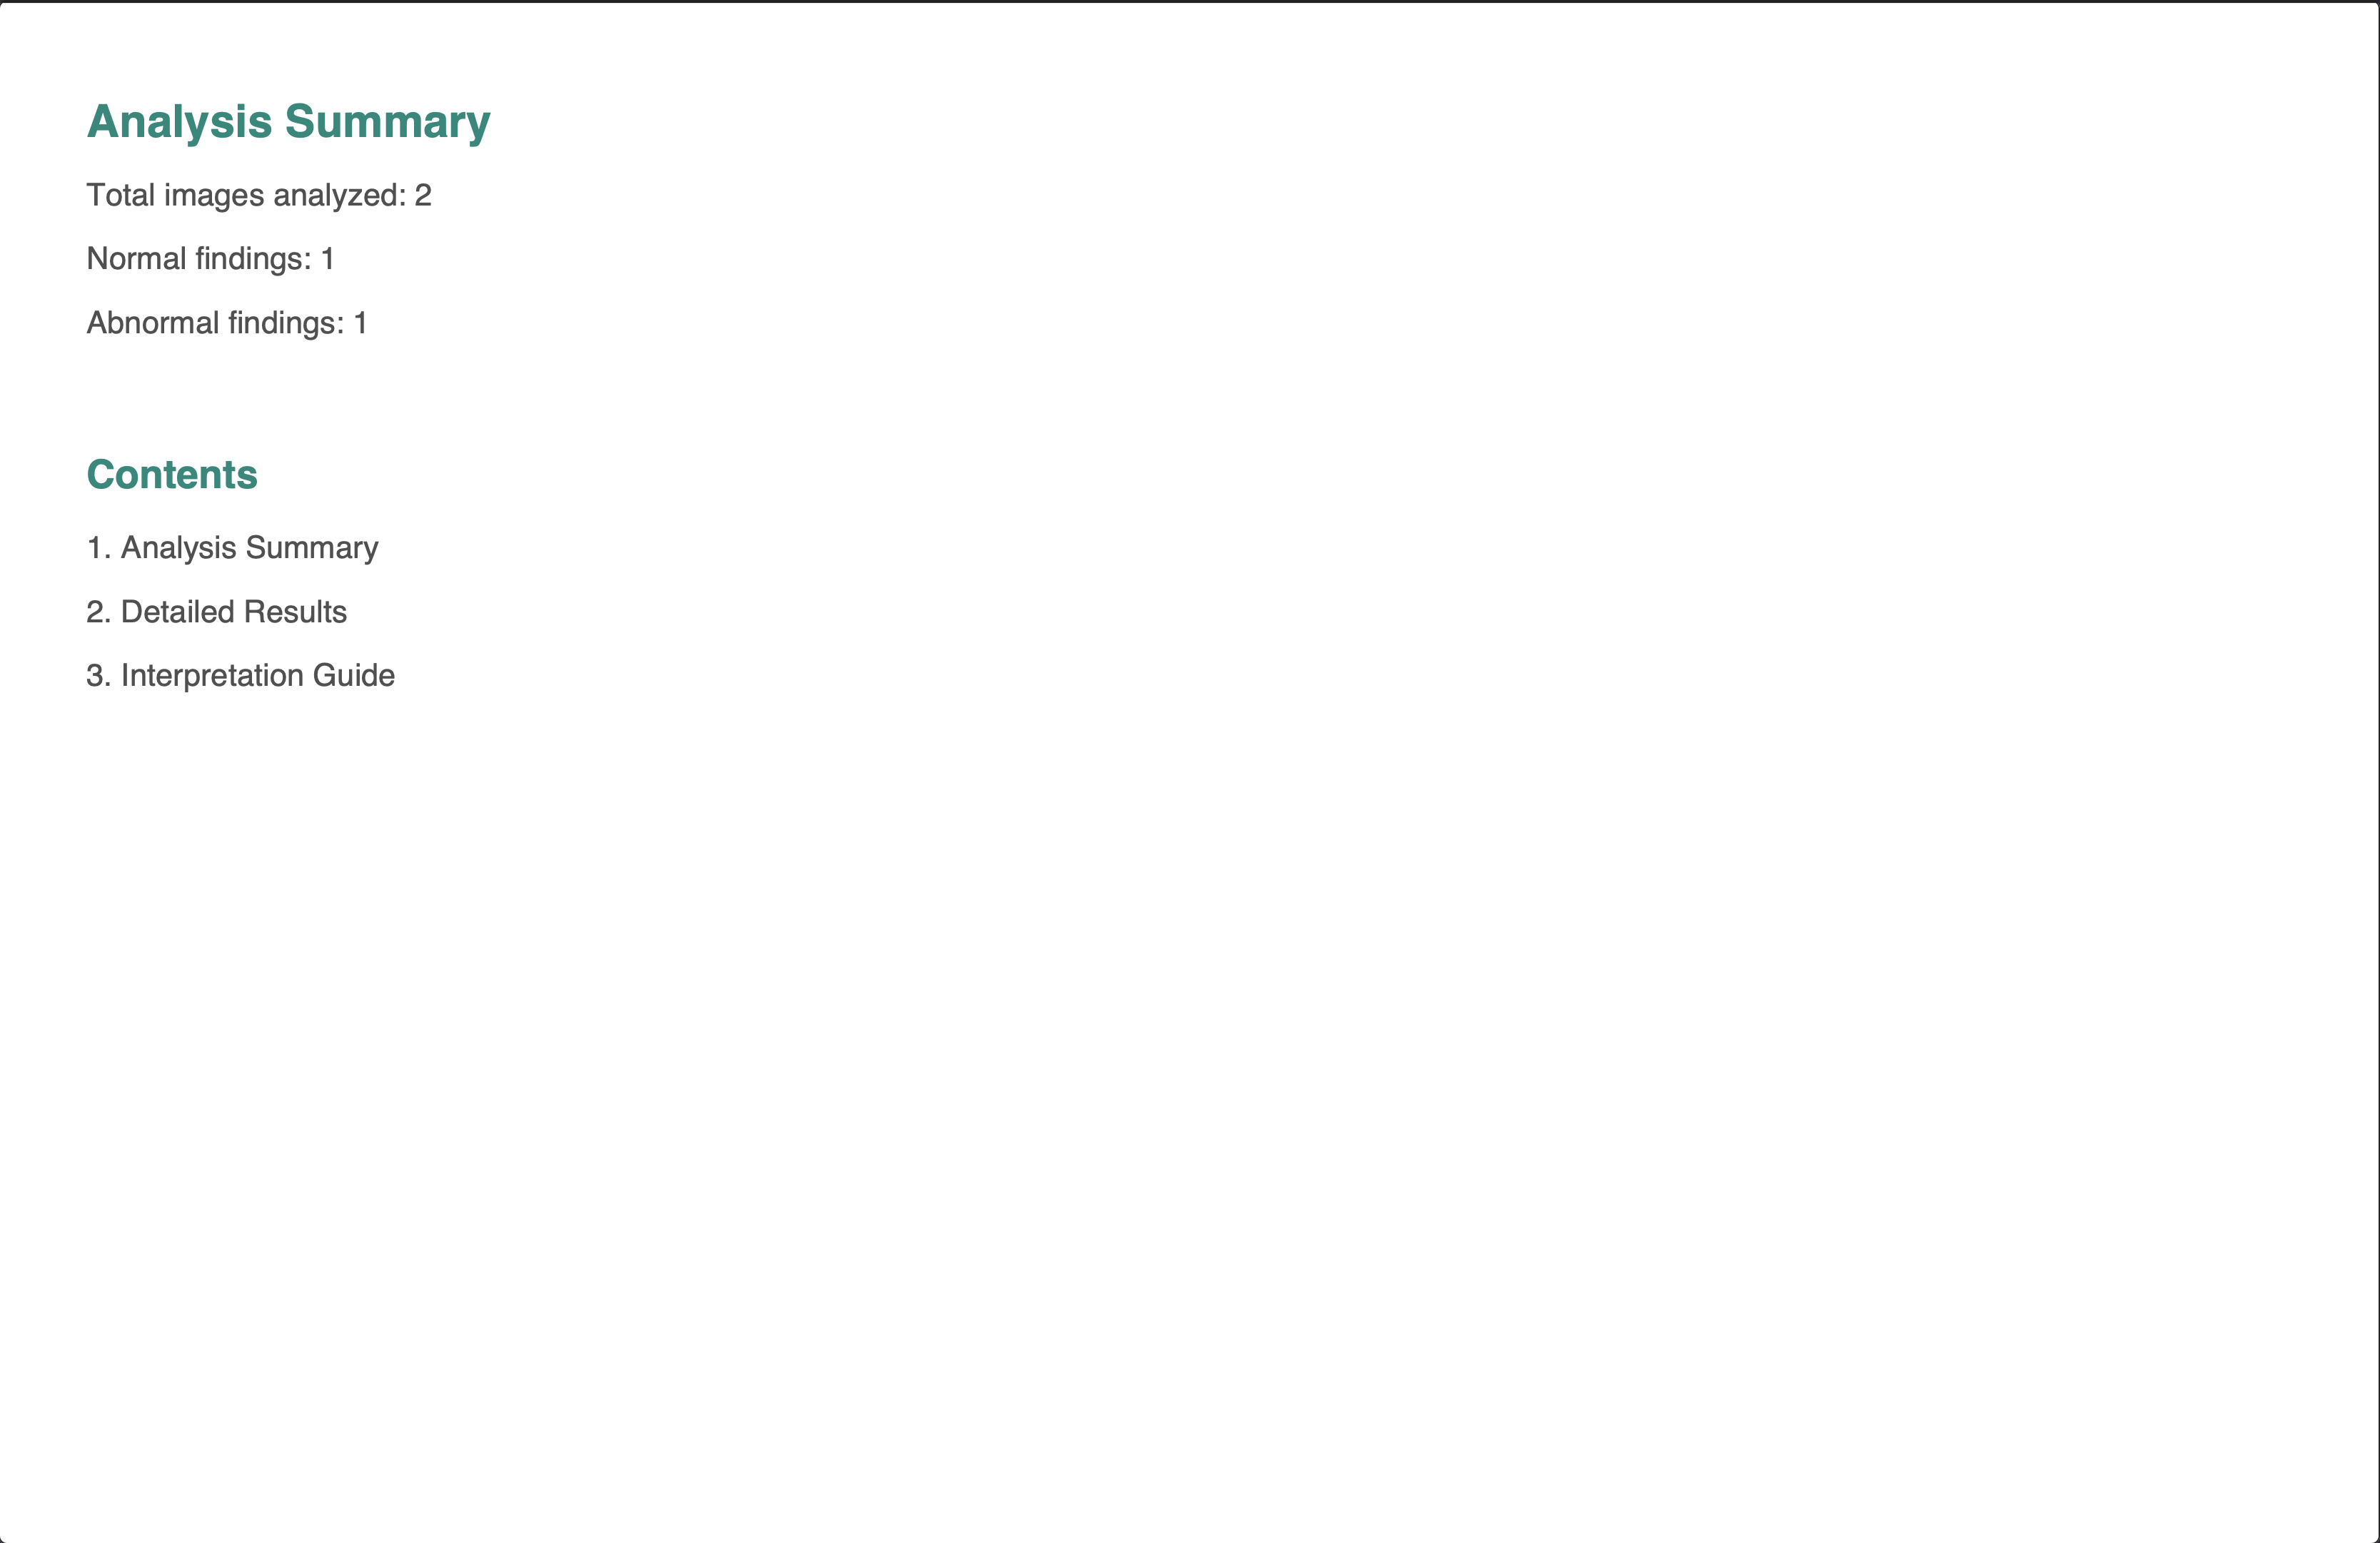 Analysis Summary
Total images analyzed: 2
Normal findings: 1
Abnormal findings: 1
Contents
1. Analysis Summary
2. Detailed Results
3. Interpretation Guide